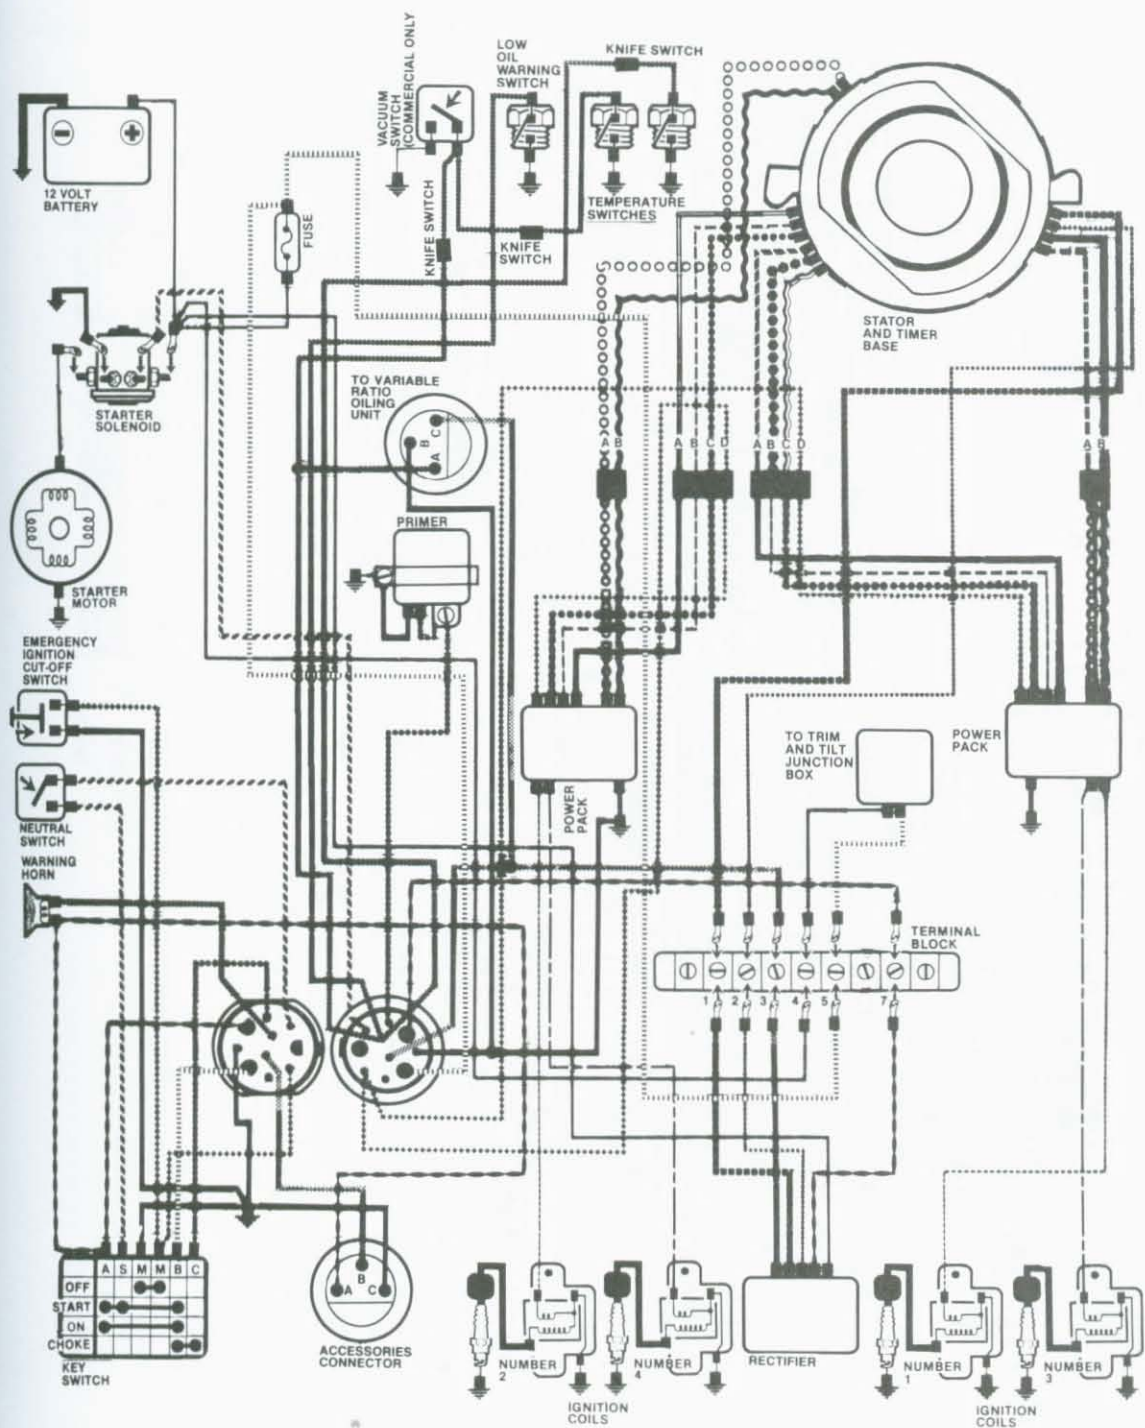 VACUUM
SWITCH
(COMMERCIAL ONLY
LOW
OIL
WARNING
SWITCH
KNIFE SWITCH
12 VOLT
BATTERY
FUSE
KNIFE SWITCH
KNIFE
SWITCH
TEMPERATURE
SWITCHES
STATOR
AND TIMER
BASE
STARTER
SOLENOID
TO VARIABLE
RATIO
OILING
UNIT
C
B
A
A B
A B C D
A B C D
A B
PRIMER
STARTER
MOTOR
EMERGENCY
IGNITION
CUT-OFF
SWITCH
NEUTRAL
SWITCH
WARNING
HORN
POWER
PACK
TO TRIM
AND TILT
JUNCTION
BOX
POWER
PACK
TERMINAL
BLOCK
1 2 3 4 5 7
A S M M B C
OFF
START
ON
CHOKE
KEY
SWITCH
A B C
ACCESSORIES
CONNECTOR
NUMBER
2
NUMBER
4
IGNITION
COILS
RECTIFIER
NUMBER
1
NUMBER
3
IGNITION
COILS